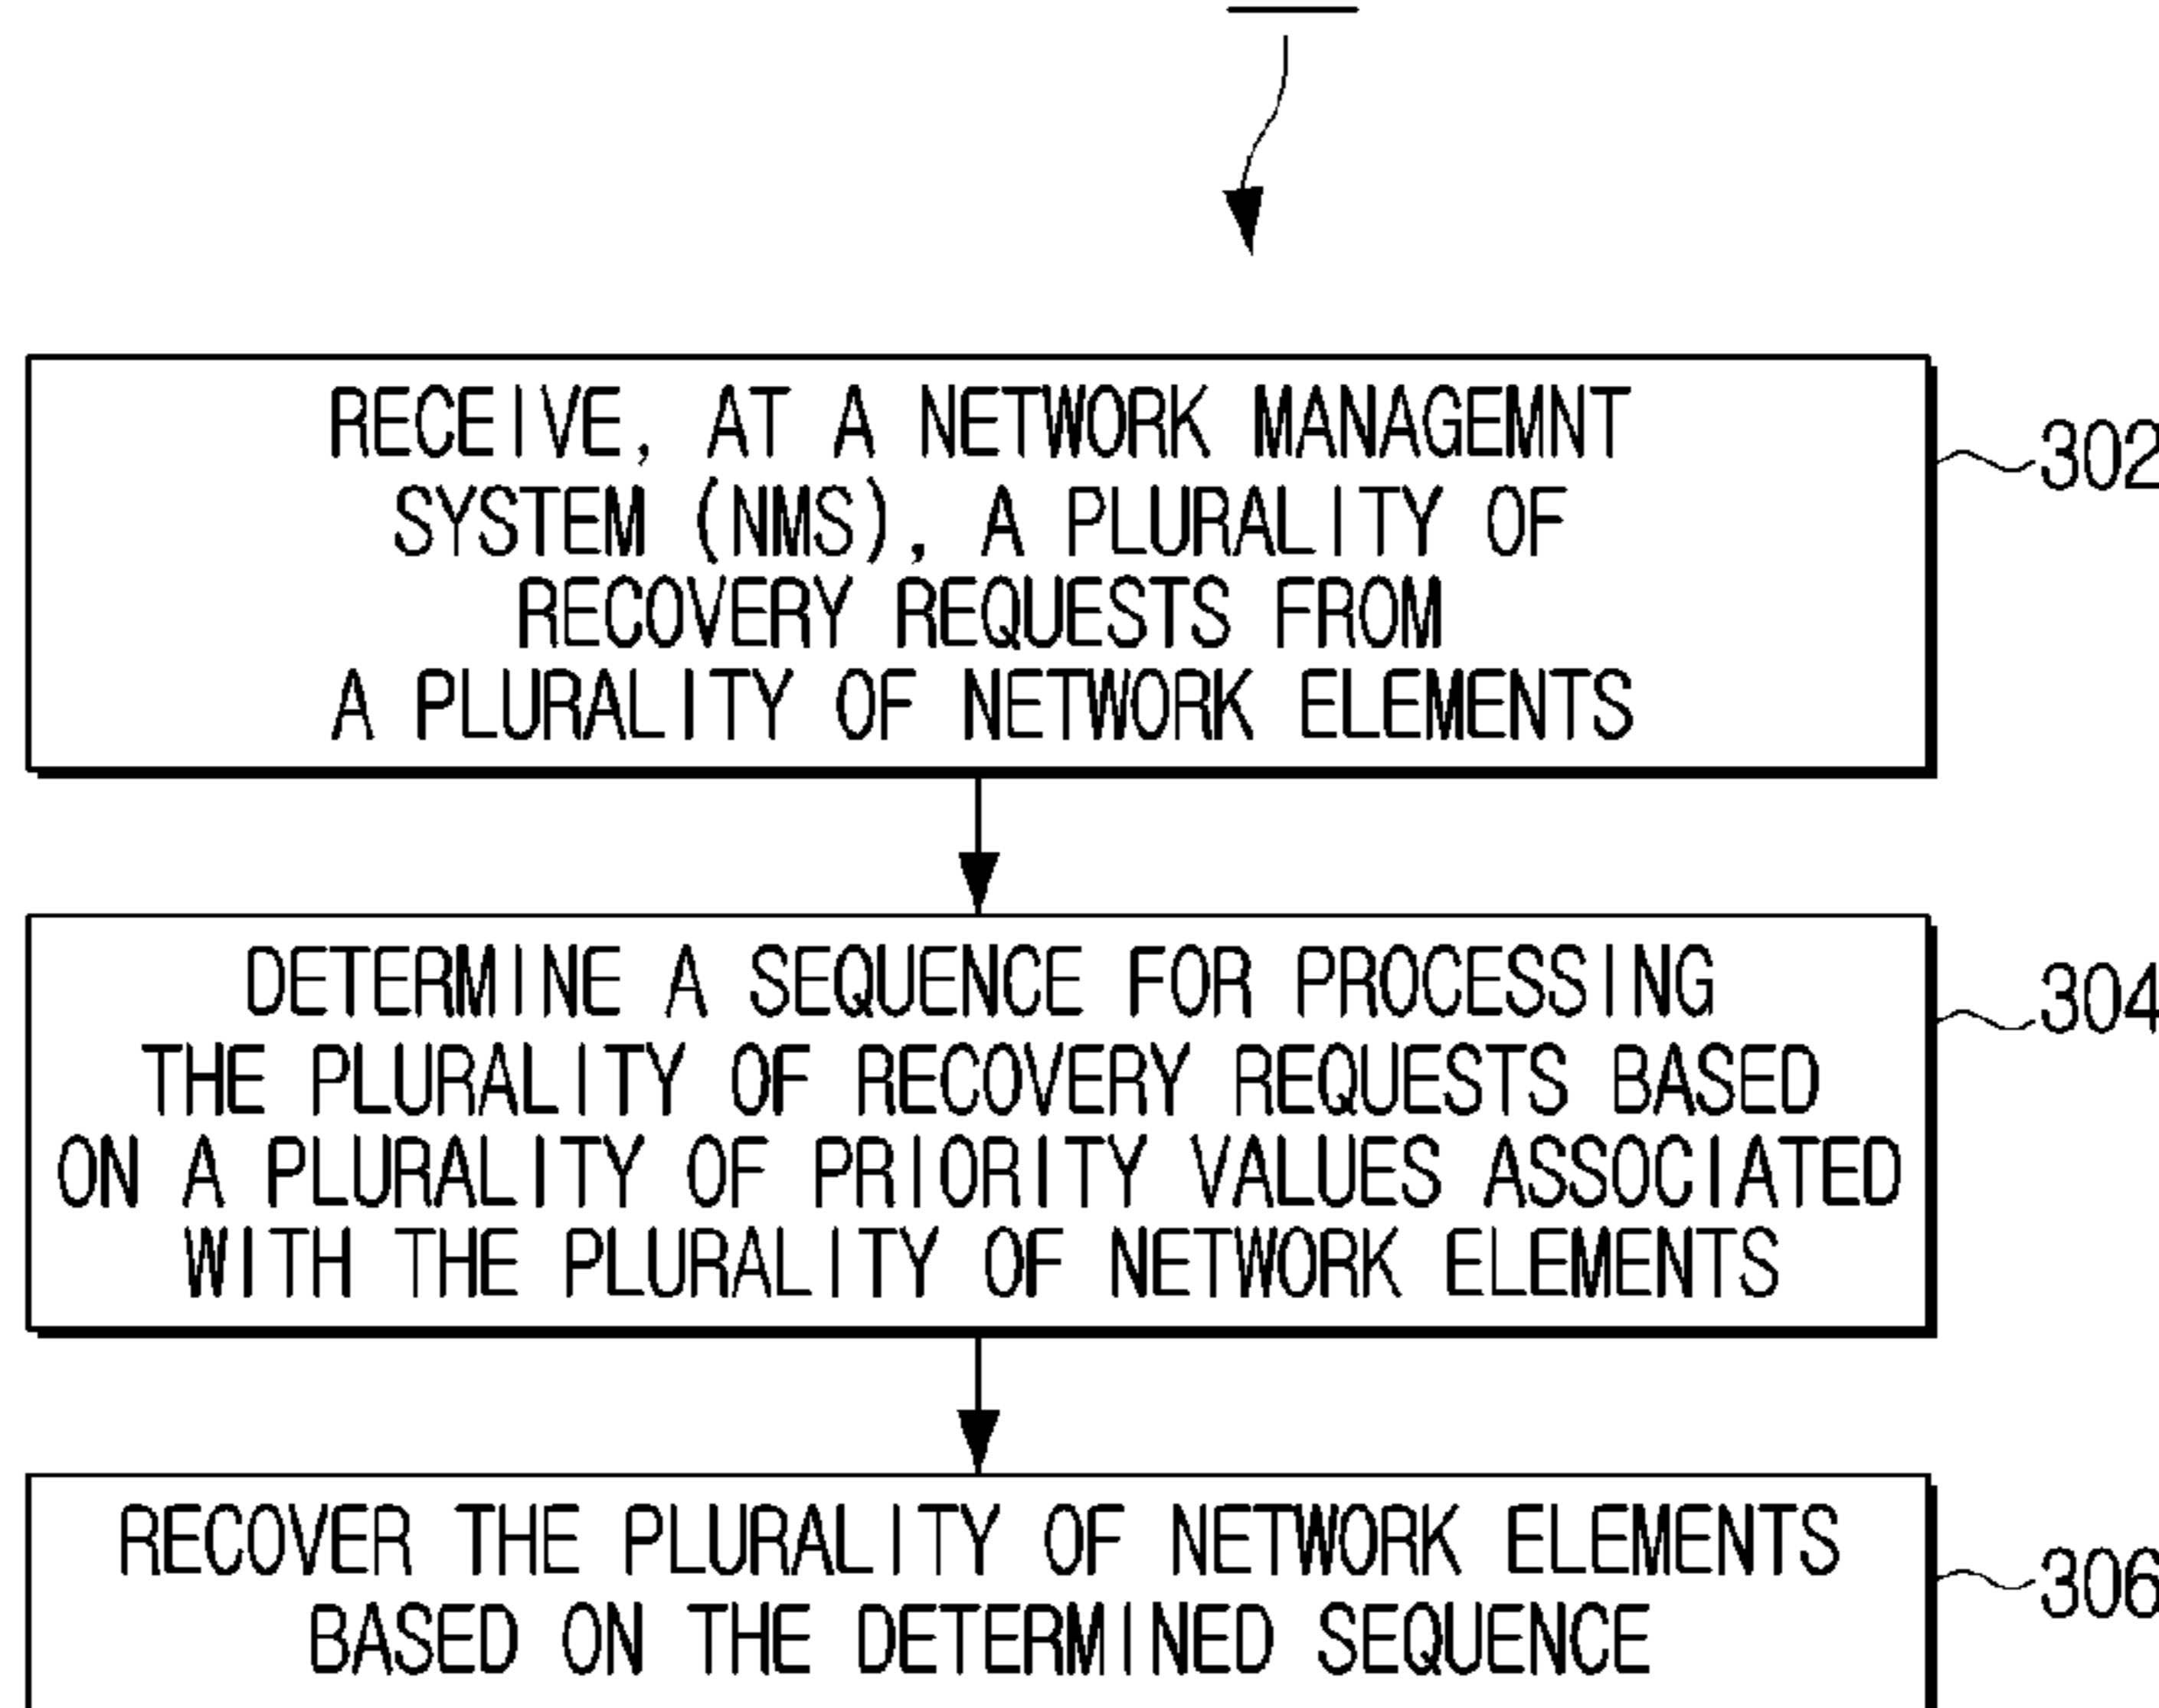 RECEIVE, AT A NETWORK MANAGEMNT
SYSTEM (NMS), A PLURALITY OF
RECOVERY REQUESTS FROM
A PLURALITY OF NETWORK ELEMENTS
302
DETERMINE A SEQUENCE FOR PROCESSING
THE PLURALITY OF RECOVERY REQUESTS BASED
ON A PLURALITY OF PRIORITY VALUES ASSOCIATED
WITH THE PLURALITY OF NETWORK ELEMENTS
304
RECOVER THE PLURALITY OF NETWORK ELEMENTS
BASED ON THE DETERMINED SEQUENCE
306